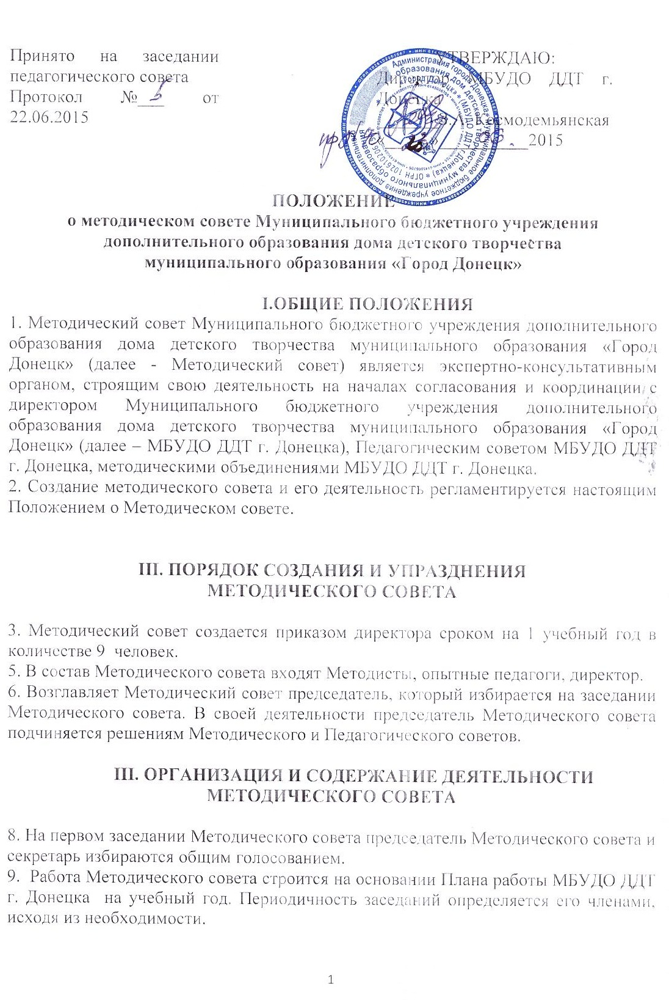 Принято на заседании
педагогического совета
Протокол №__5__ от
22.06.2015
УТВЕРЖДАЮ:
Директор МБУДО ДДТ г.
Донецка
Космодемьянская
2015
ПОЛОЖЕНИЕ
о методическом совете Муниципального бюджетного учреждения
дополнительного образования дома детского творчества
муниципального образования «Город Донецк»
I.ОБЩИЕ ПОЛОЖЕНИЯ
1. Методический совет Муниципального бюджетного учреждения дополнительного
образования дома детского творчества муниципального образования «Город
Донецк» (далее - Методический совет) является экспертно-консультативным
органом, строящим свою деятельность на началах согласования и координации с
директором Муниципального бюджетного учреждения дополнительного
образования дома детского творчества муниципального образования «Город
Донецк» (далее – МБУДО ДДТ г. Донецка), Педагогическим советом МБУДО ДДТ
г. Донецка, методическими объединениями МБУДО ДДТ г. Донецка.
2. Создание методического совета и его деятельность регламентируется настоящим
Положением о Методическом совете.
III. ПОРЯДОК СОЗДАНИЯ И УПРАЗДНЕНИЯ
МЕТОДИЧЕСКОГО СОВЕТА
3. Методический совет создается приказом директора сроком на 1 учебный год в
количестве 9 человек.
5. В состав Методического совета входят Методисты, опытные педагоги, директор.
6. Возглавляет Методический совет председатель, который избирается на заседании
Методического совета. В своей деятельности председатель Методического совета
подчиняется решениям Методического и Педагогического советов.
III. ОРГАНИЗАЦИЯ И СОДЕРЖАНИЕ ДЕЯТЕЛЬНОСТИ
МЕТОДИЧЕСКОГО СОВЕТА
8. На первом заседании Методического совета председатель Методического совета и
секретарь избираются общим голосованием.
9. Работа Методического совета строится на основании Плана работы МБУДО ДДТ
г. Донецка на учебный год. Периодичность заседаний определяется его членами,
исходя из необходимости.
1